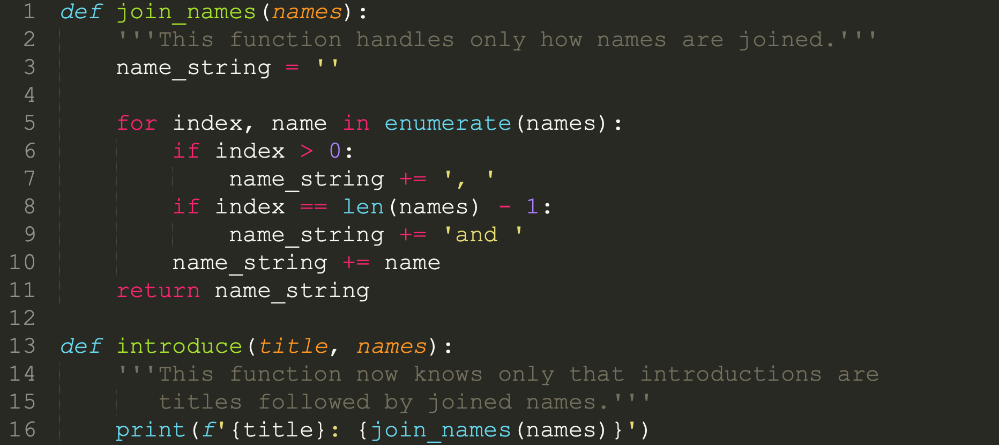 1 def join_names(names):
2     '''This function handles only how names are joined.'''
3     name_string = ''
4
5     for index, name in enumerate(names):
6         if index > 0:
7             name_string += ', '
8         if index == len(names) - 1:
9             name_string += 'and '
10         name_string += name
11     return name_string
12
13 def introduce(title, names):
14     '''This function now knows only that introductions are
15        titles followed by joined names.'''
16     print(f'{title}: {join_names(names)}')